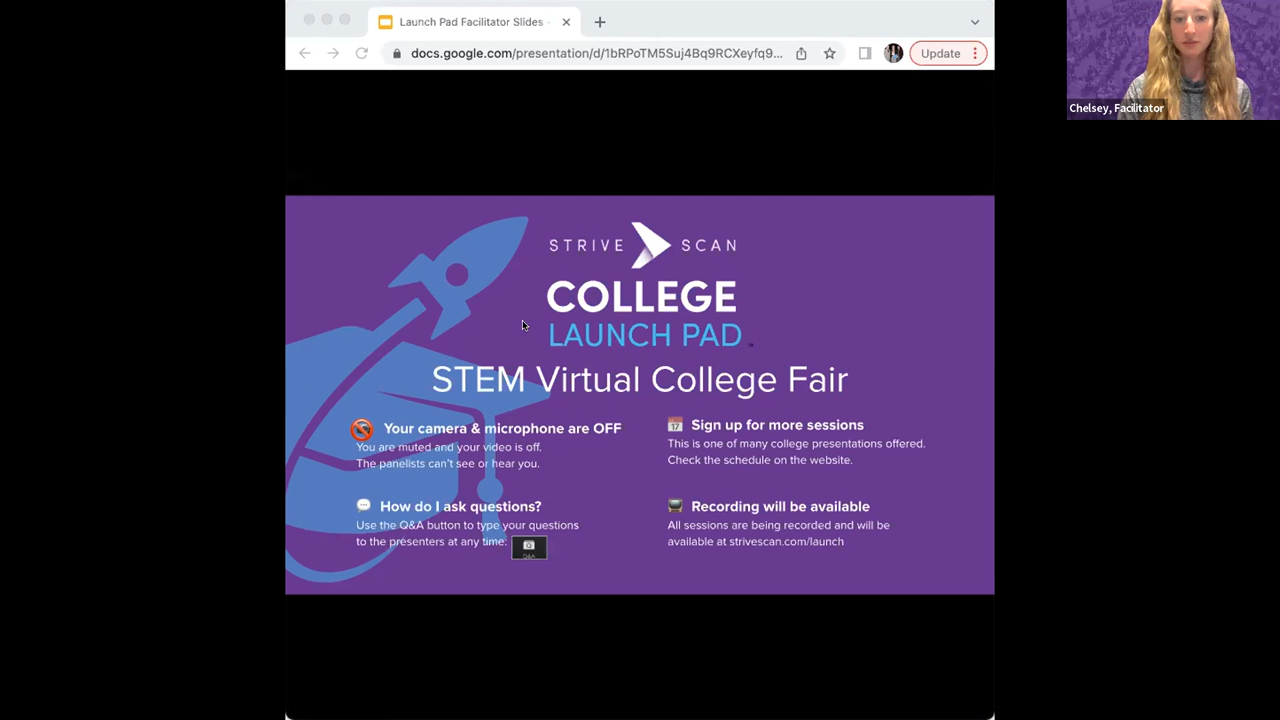 Launch Pad Facilitator Slides -
docs.google.com/presentation/d/1bRPoTM5Suj4Bq9RCXeyfq9...
Update
Chelsey, Facilitator
STRIVE SCAN
COLLEGE
LAUNCH PAD
STEM Virtual College Fair
Your camera & microphone are OFF
You are muted and your video is off.
The panelists can't see or hear you.
How do I ask questions?
Use the Q&A button to type your questions
to the presenters at any time:
Q&A
Sign up for more sessions
This is one of many college presentations offered.
Check the schedule on the website.
17
Recording will be available
All sessions are being recorded and will be
available at strivescan.com/launch